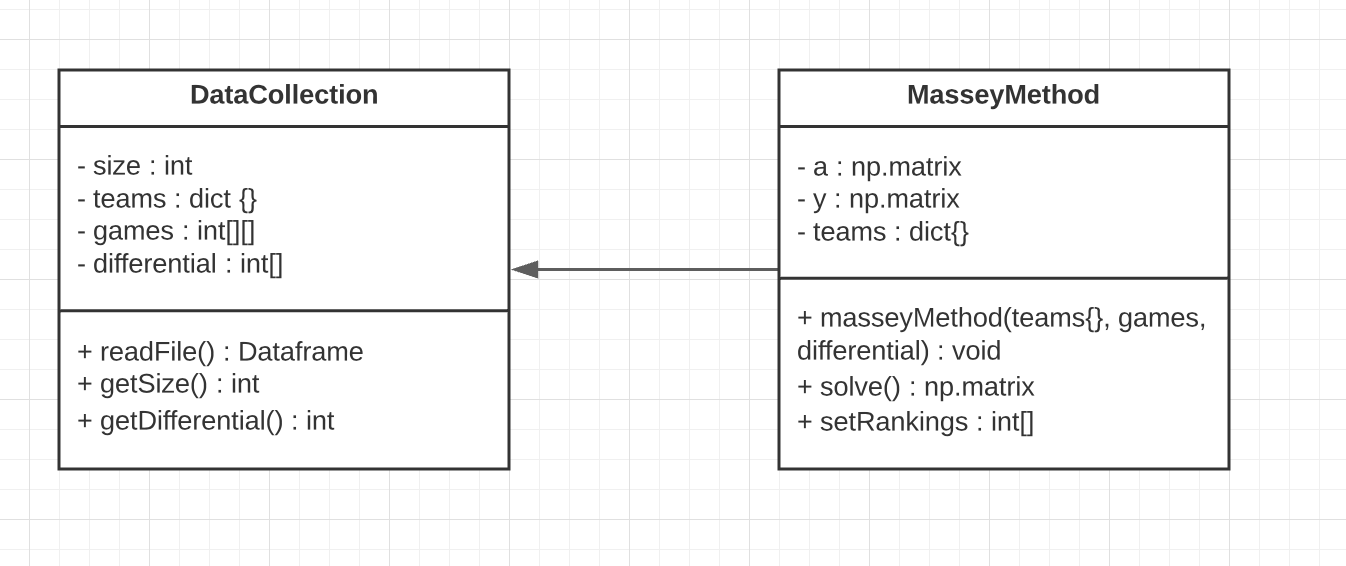 DataCollection
- size : int
- teams : dict {}
- games : int[][]
- differential : int[]
+ readFile() : Dataframe
+ getSize() : int
+ getDifferential() : int
MasseyMethod
- a : np.matrix
- y : np.matrix
- teams : dict{}
+ masseyMethod(teams{}, games,
differential) : void
+ solve() : np.matrix
+ setRankings : int[]